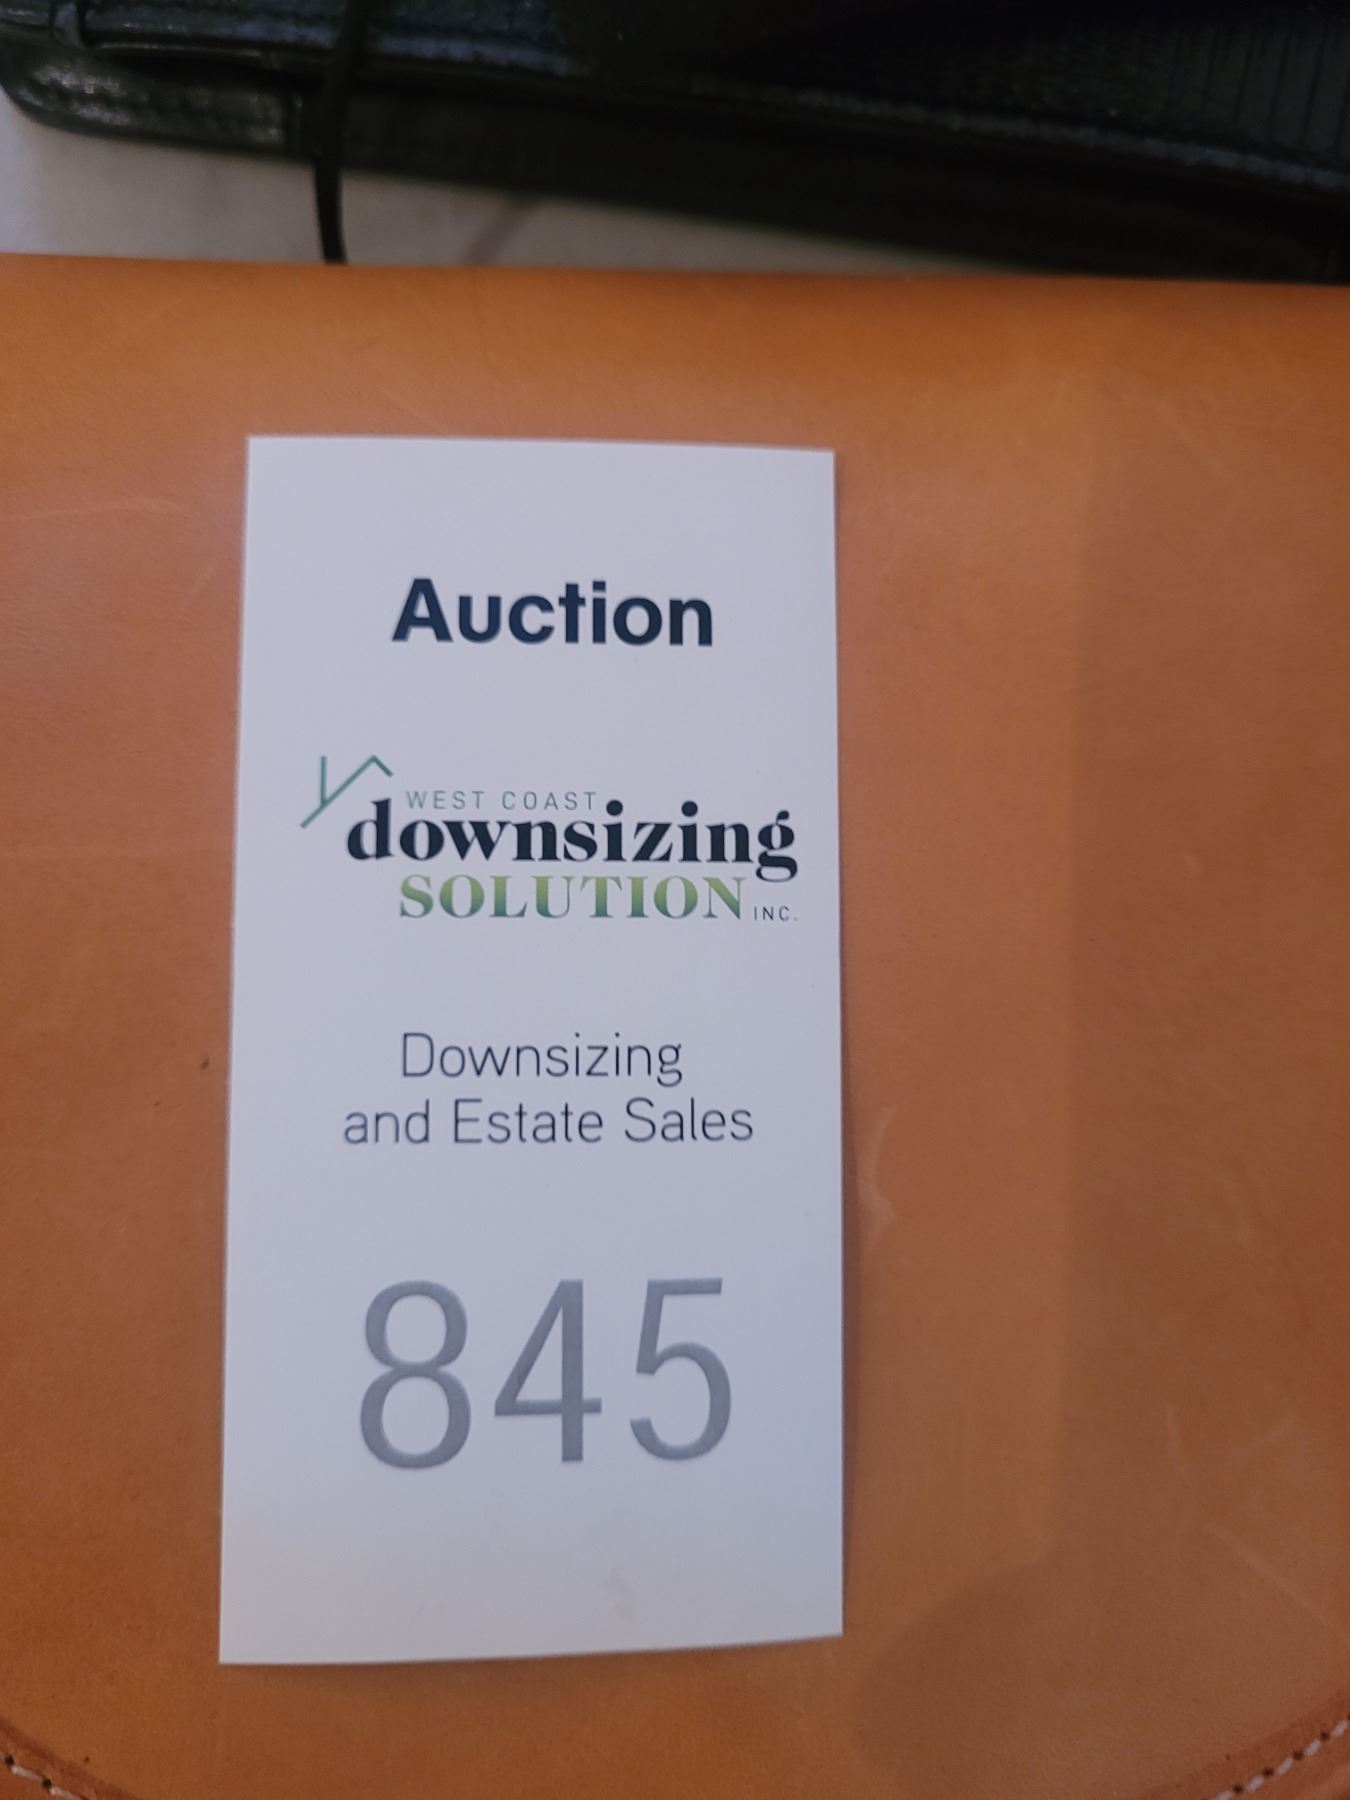 Auction
WEST COAST
downsizing
SOLUTION INC.
Downsizing
and Estate Sales
845